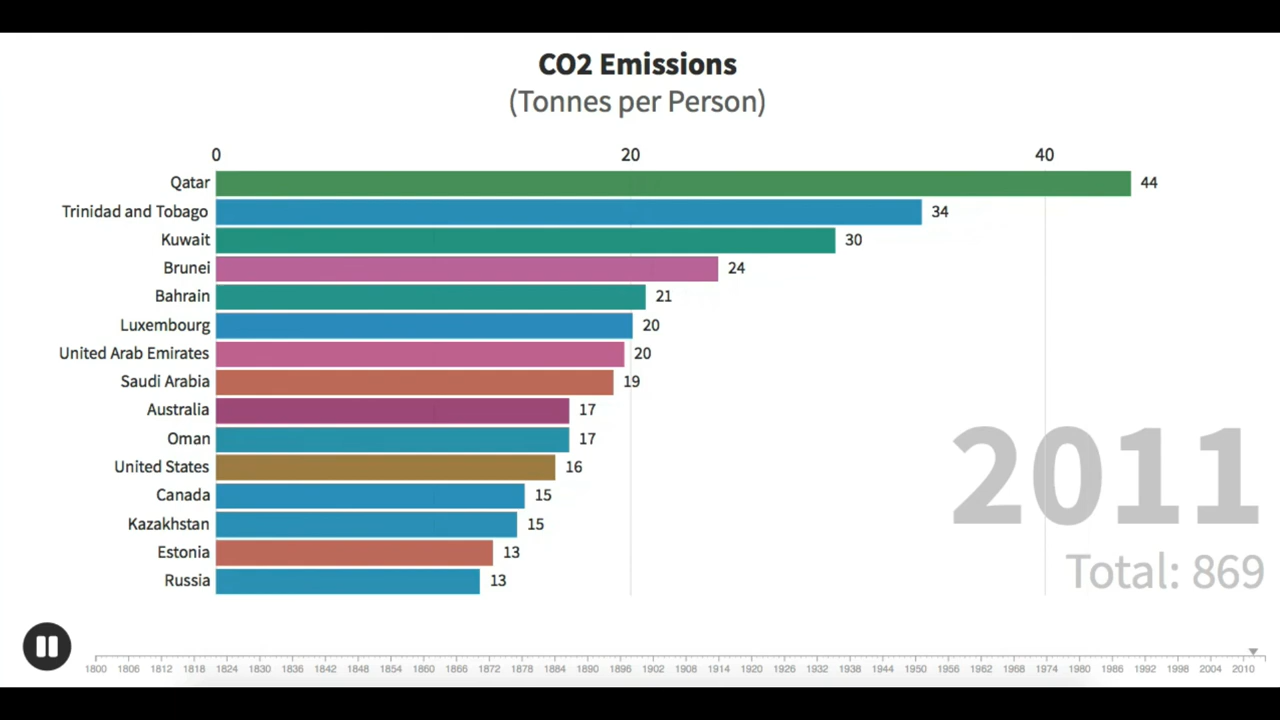 CO2 Emissions
(Tonnes per Person)
0 20 40
Qatar 44
Trinidad and Tobago 34
Kuwait 30
Brunei 24
Bahrain 21
Luxembourg 20
United Arab Emirates 20
Saudi Arabia 19
Australia 17
Oman 17
United States 16
Canada 15
Kazakhstan 15
Estonia 13
Russia 13
2011
Total: 869
1800 1806 1812 1818 1824 1830 1836 1842 1848 1854 1860 1866 1872 1878 1884 1890 1896 1902 1908 1914 1920 1926 1932 1938 1944 1950 1956 1962 1968 1974 1980 1986 1992 1998 2004 2010